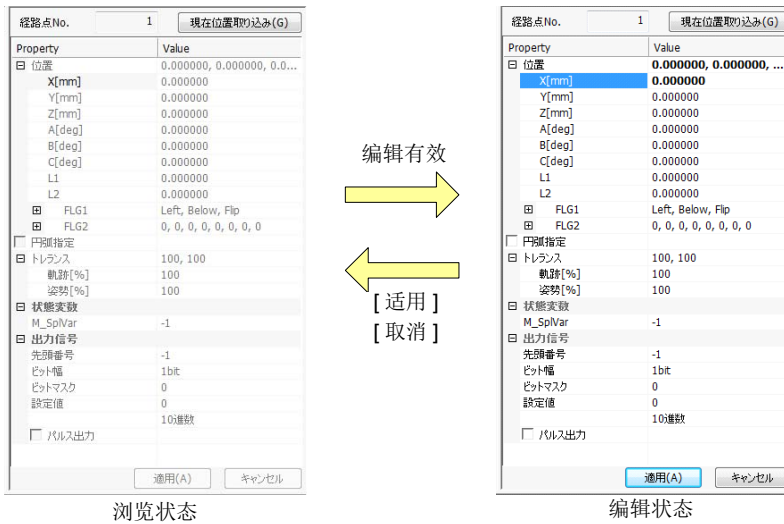 経路点No. 1 現在位置取り込み(G)
Property Value
位置 0.000000, 0.000000, 0.0...
X[mm] 0.000000
Y[mm] 0.000000
Z[mm] 0.000000
A[deg] 0.000000
B[deg] 0.000000
C[deg] 0.000000
L1 0.000000
L2 0.000000
FLG1 Left, Below, Flip
FLG2 0, 0, 0, 0, 0, 0, 0, 0
円弧指定
トレランス 100, 100
軌跡[%] 100
姿勢[%] 100
状態変数
M_SplVar -1
出力信号
先頭番号 -1
ビット幅 1bit
ビットマスク 0
設定値 0
10進数
パルス出力
適用(A) キャンセル
浏览状态
编辑有效
[ 适用 ]
[ 取消 ]
経路点No. 1 現在位置取り込み(G)
Property Value
位置 0.000000, 0.000000, ...
X[mm] 0.000000
Y[mm] 0.000000
Z[mm] 0.000000
A[deg] 0.000000
B[deg] 0.000000
C[deg] 0.000000
L1 0.000000
L2 0.000000
FLG1 Left, Below, Flip
FLG2 0, 0, 0, 0, 0, 0, 0, 0
円弧指定
トレランス 100, 100
軌跡[%] 100
姿勢[%] 100
状態変数
M_SplVar -1
出力信号
先頭番号 -1
ビット幅 1bit
ビットマスク 0
設定値 0
10進数
パルス出力
適用(A) キャンセル
编辑状态